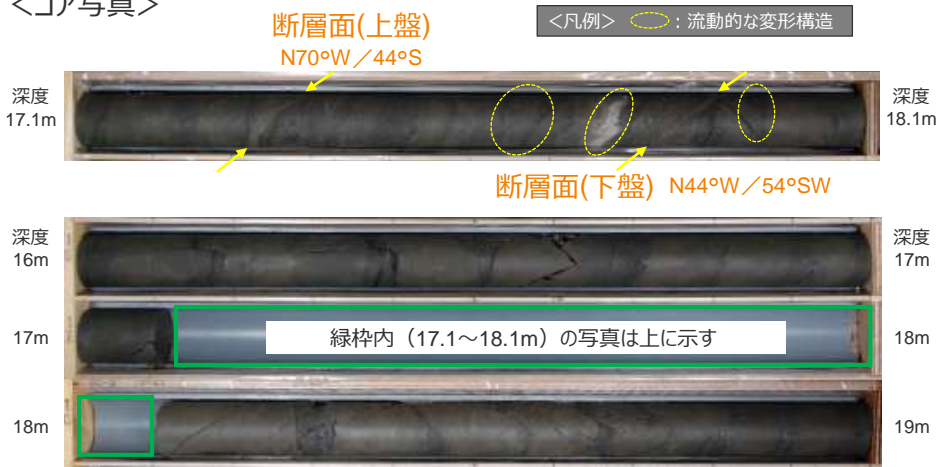 <コア写真>
<凡例> :流動的な変形構造
断層面(上盤)
N70°W/44°S
深度
17.1m
深度
18.1m
断層面(下盤) N44°W/54°SW
深度
16m
深度
17m
17m
緑枠内（17.1～18.1m）の写真は上に示す
18m
18m
19m